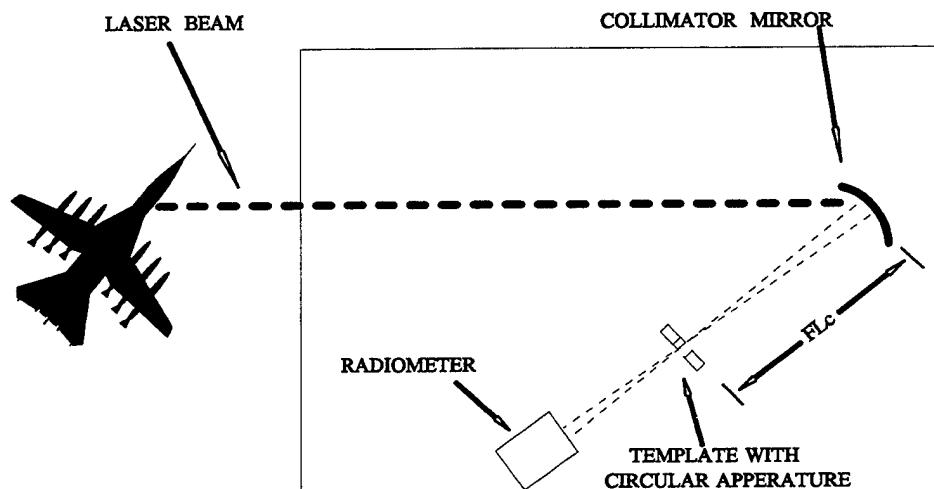 LASER BEAM
COLLIMATOR MIRROR
FLc
RADIOMETER
TEMPLATE WITH
CIRCULAR APPERATURE